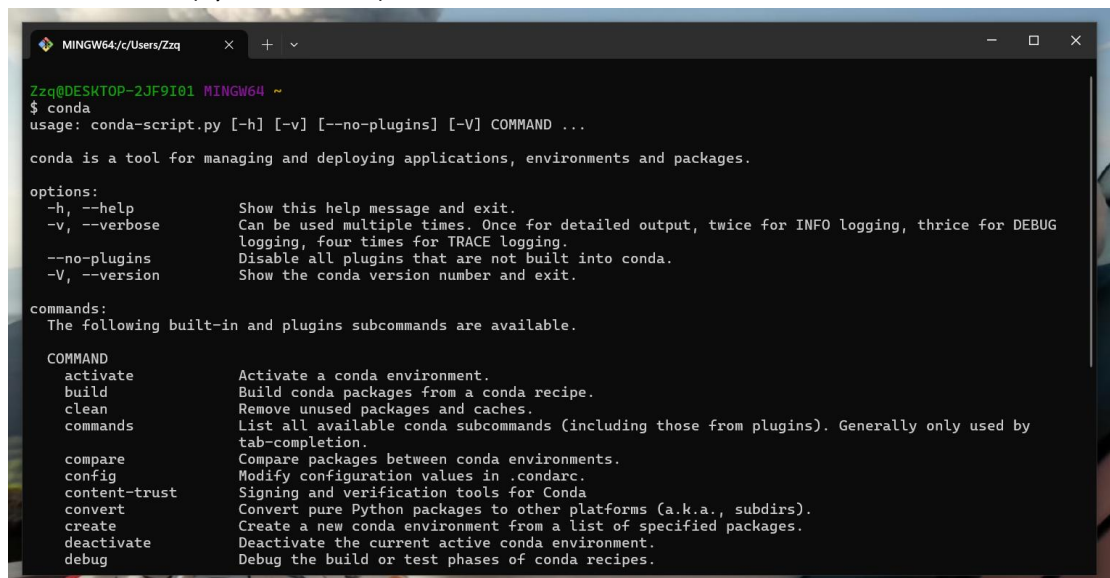 MINGW64:/c/Users/Zzq
Zzq@DESKTOP-2JF9I01 MINGW64 ~
$ conda
usage: conda-script.py [-h] [-v] [--no-plugins] [-V] COMMAND ...
conda is a tool for managing and deploying applications, environments and packages.
options:
-h, --help Show this help message and exit.
-v, --verbose Can be used multiple times. Once for detailed output, twice for INFO logging, thrice for DEBUG
logging, four times for TRACE logging.
--no-plugins Disable all plugins that are not built into conda.
-V, --version Show the conda version number and exit.
commands:
The following built-in and plugins subcommands are available.
COMMAND
activate Activate a conda environment.
build Build conda packages from a conda recipe.
clean Remove unused packages and caches.
commands List all available conda subcommands (including those from plugins). Generally only used by
tab-completion.
compare Compare packages between conda environments.
config Modify configuration values in .condarc.
content-trust Signing and verification tools for Conda
convert Convert pure Python packages to other platforms (a.k.a., subdirs).
create Create a new conda environment from a list of specified packages.
deactivate Deactivate the current active conda environment.
debug Debug the build or test phases of conda recipes.